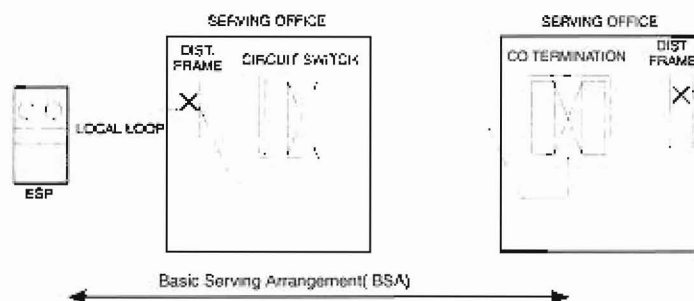 SERVING OFFICE
SERVING OFFICE
DIST.
FRAME
CIRCUIT SWITCH
CO TERMINATION
DIST
FRAME
LOCAL LOOP
ESP
Basic Serving Arrangement( BSA)